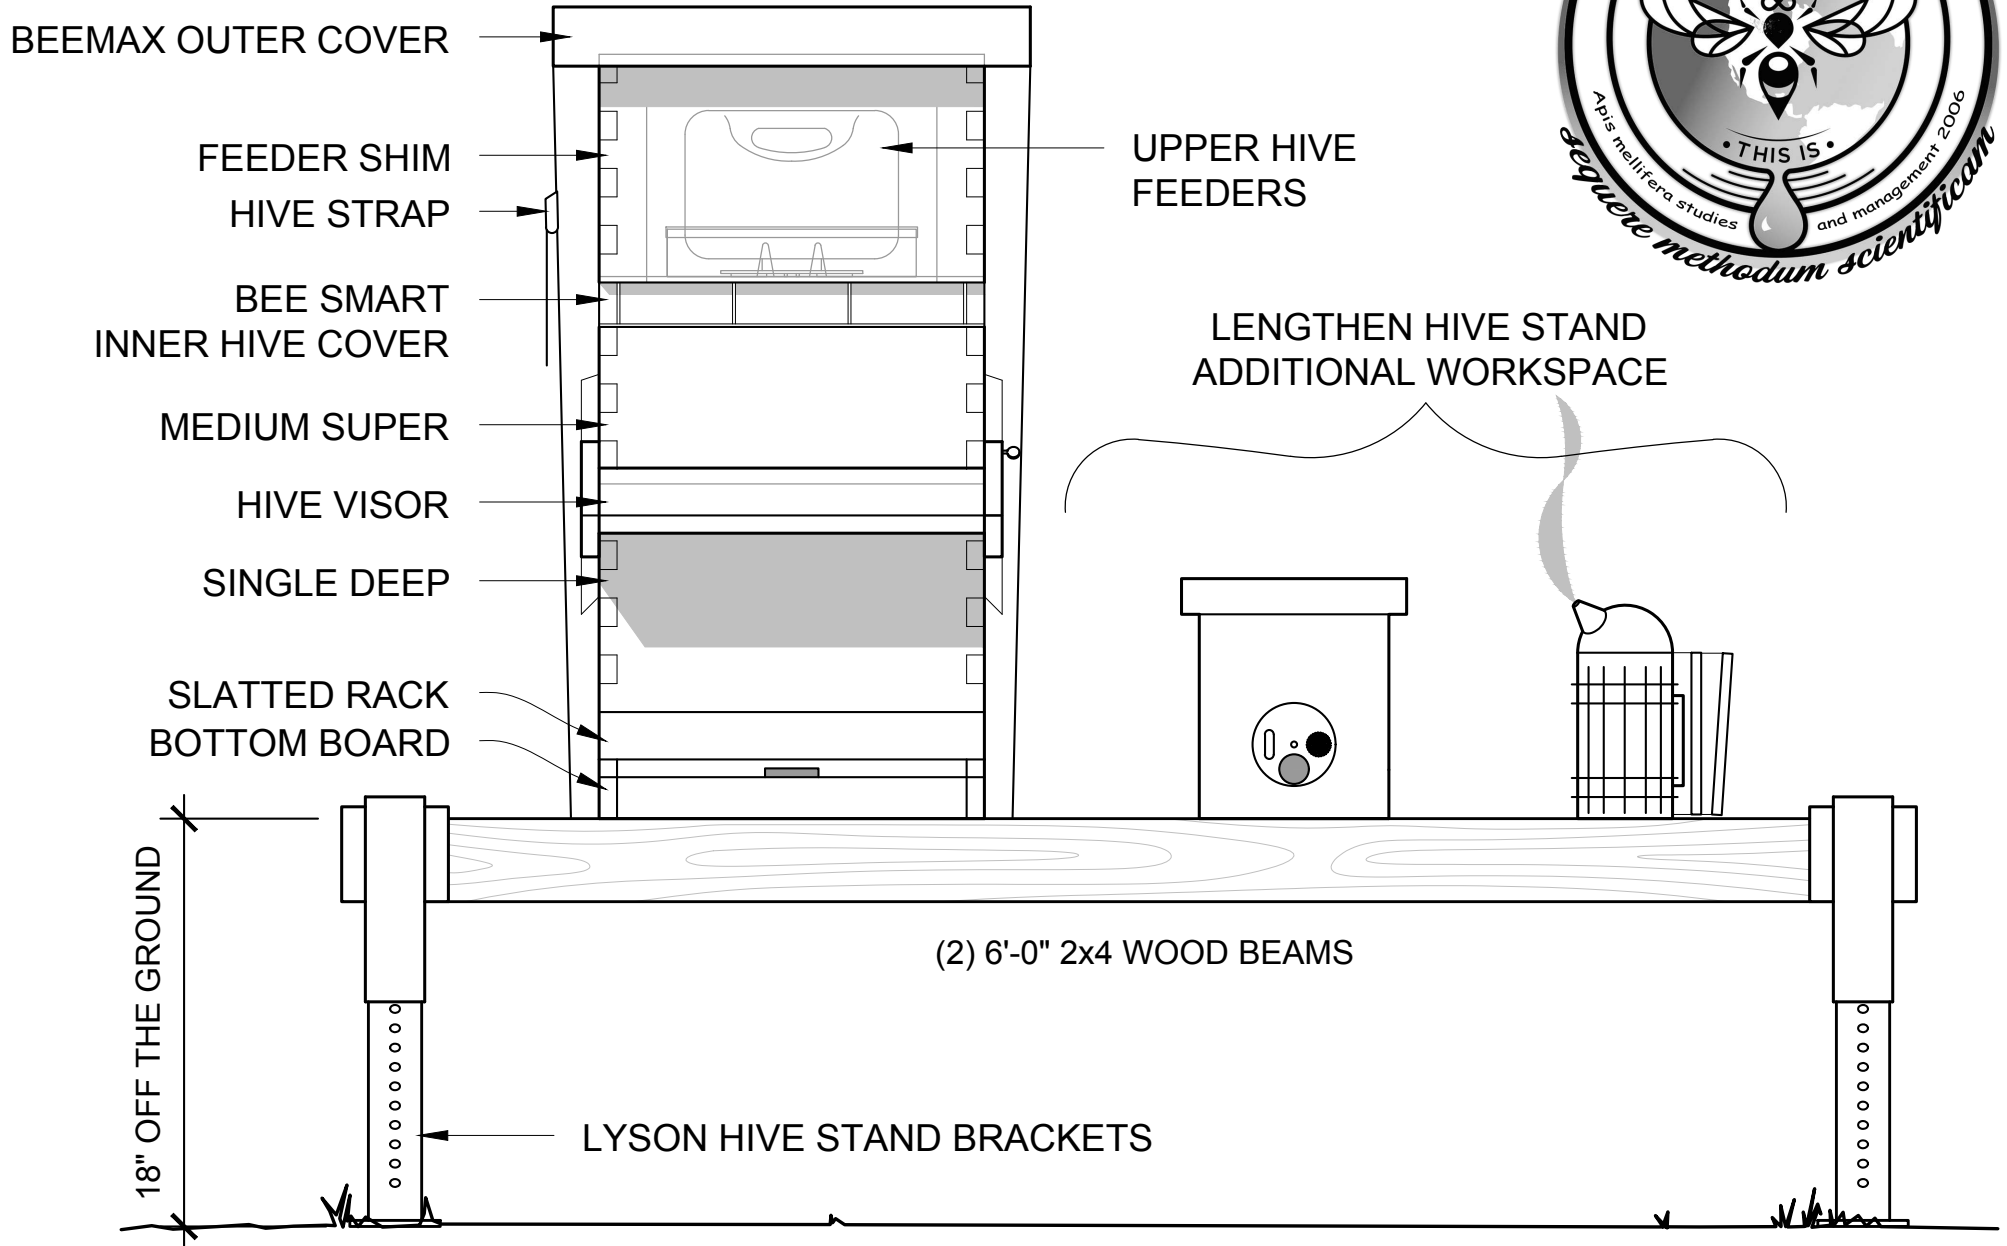 BEEMAX OUTER COVER
FEEDER SHIM
HIVE STRAP
BEE SMART
INNER HIVE COVER
MEDIUM SUPER
HIVE VISOR
SINGLE DEEP
SLATTED RACK
BOTTOM BOARD
UPPER HIVE
FEEDERS
THIS IS
Apis mellifera studies
and management 2006
sequere methodum scientificam
LENGTHEN HIVE STAND
ADDITIONAL WORKSPACE
18" OFF THE GROUND
(2) 6'-0" 2x4 WOOD BEAMS
LYSON HIVE STAND BRACKETS